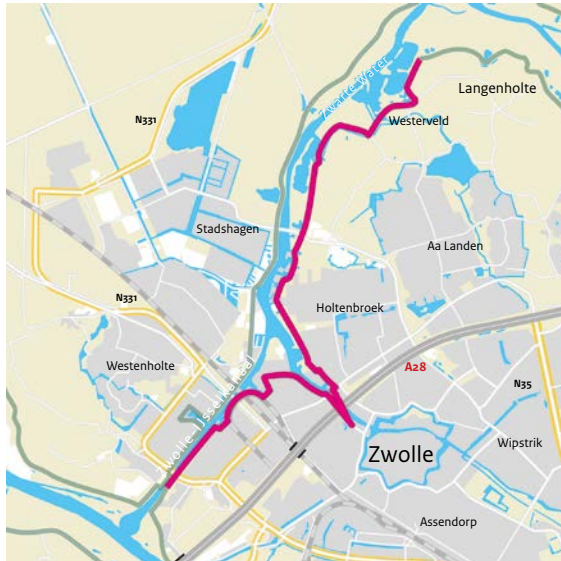 Zwarte Water
Langenholte
Westerveld
N331
Stadshagen
Aa Landen
N331
Holtenbroek
Westenholte
A28
Zwolle-IJsselkanaal
N35
Zwolle
Wipstrik
Assendorp